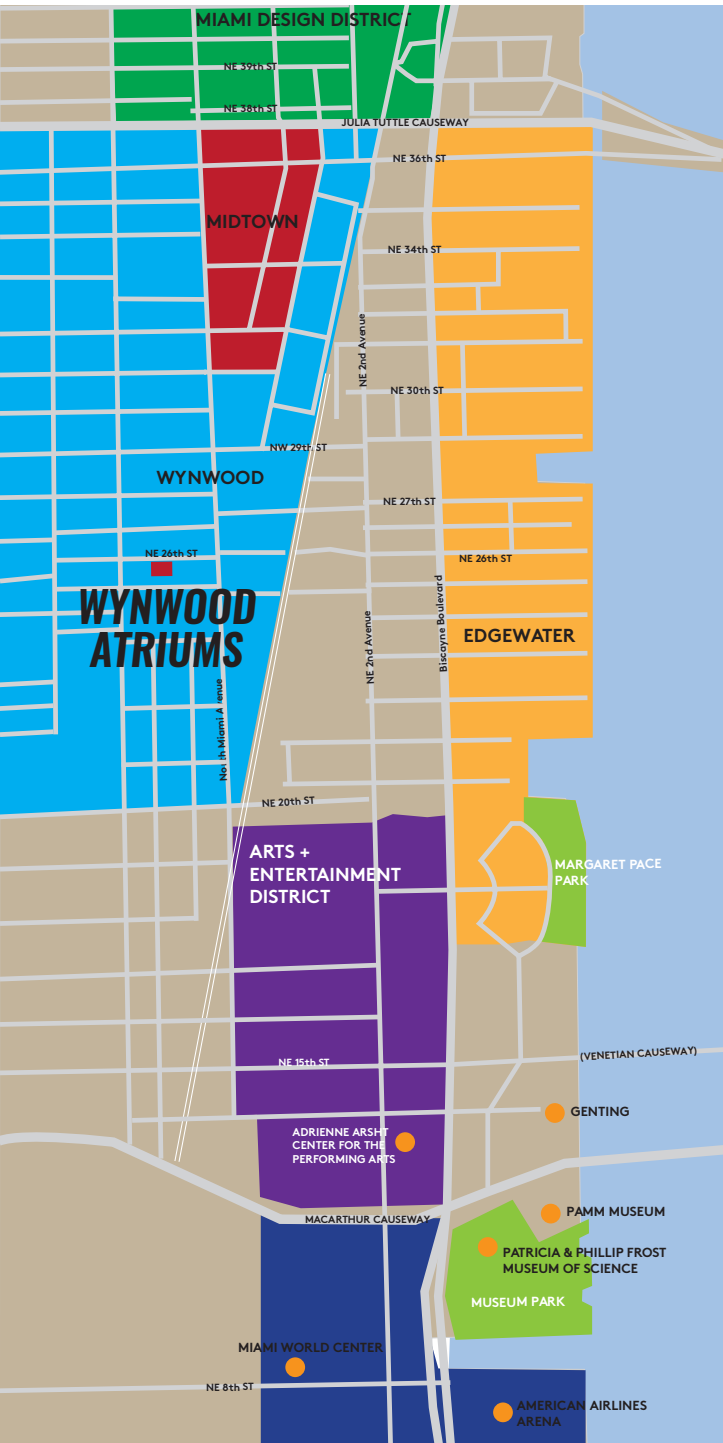 MIAMI DESIGN DISTRICT
NE 39th ST
NE 38th ST
JULIA TUTTLE CAUSEWAY
NE 36th ST
MIDTOWN
NE 34th ST
NE 2nd Avenue
NE 30th ST
NW 29th ST
WYNWOOD
NE 27th ST
NE 26th ST
NE 26th ST
WYNWOOD
ATRIUMS
Biscayne Boulevard
EDGEWATER
NE 2nd Avenue
North Miami Avenue
NE 20th ST
ARTS +
ENTERTAINMENT
DISTRICT
MARGARET PACE
PARK
(VENETIAN CAUSEWAY)
NE 15th ST
GENTING
ADRIENNE ARSHT
CENTER FOR THE
PERFORMING ARTS
PAMM MUSEUM
MACARTHUR CAUSEWAY
PATRICIA & PHILLIP FROST
MUSEUM OF SCIENCE
MUSEUM PARK
MIAMI WORLD CENTER
NE 8th ST
AMERICAN AIRLINES
ARENA